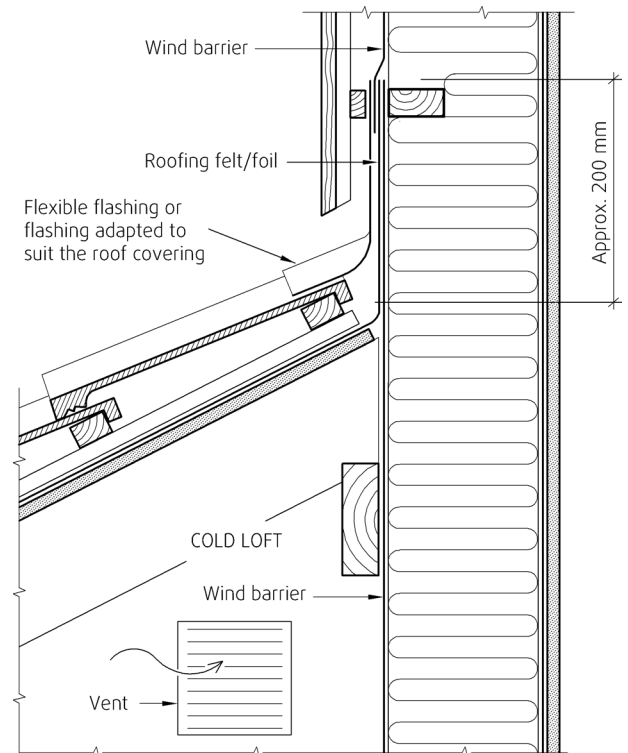 Wind barrier
Roofing felt/foil
Approx. 200 mm
Flexible flashing or
flashing adapted to
suit the roof covering
COLD LOFT
Wind barrier
Vent